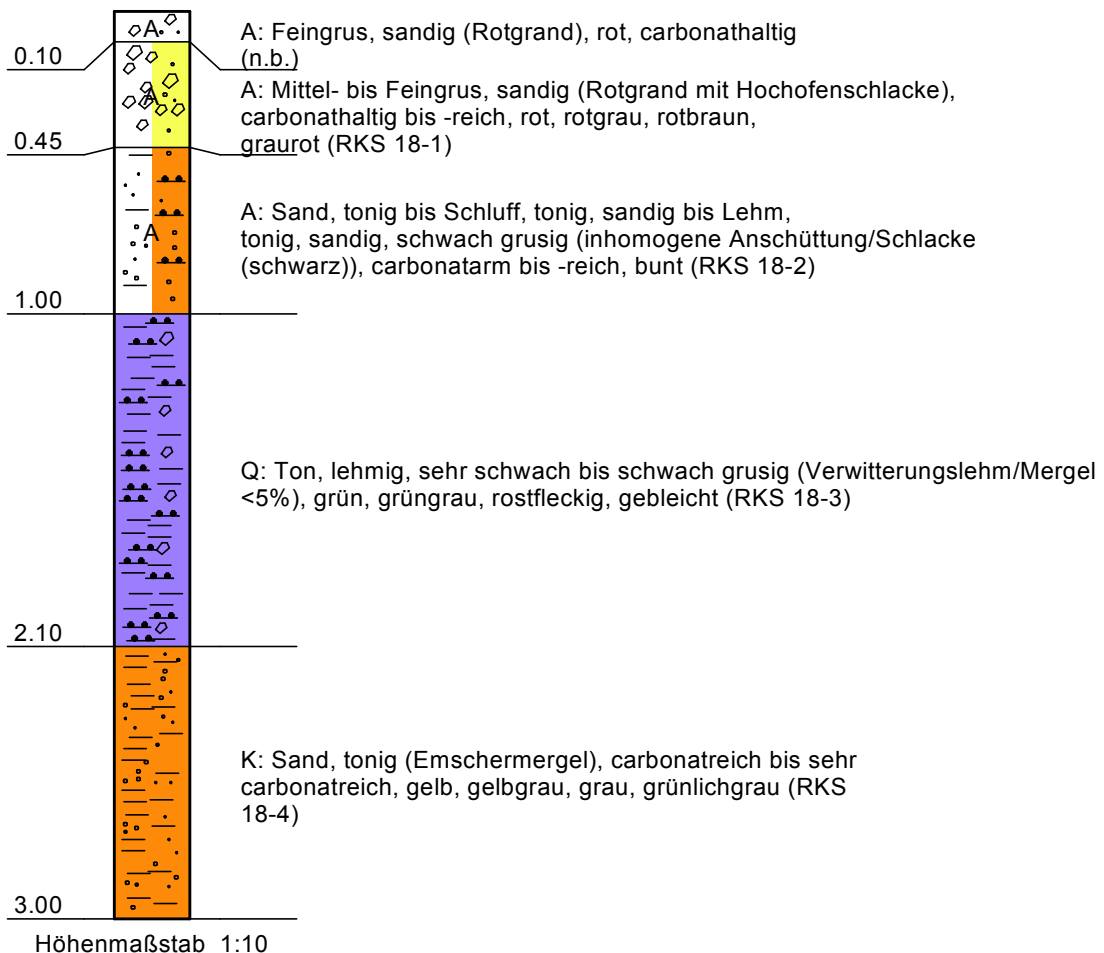 A
A: Feingrus, sandig (Rotgrand), rot, carbonathaltig
0.10
(n.b.)
A
A: Mittel- bis Feingrus, sandig (Rotgrand mit Hochofenschlacke),
carbonathaltig bis -reich, rot, rotgrau, rotbraun,
0.45
graurot (RKS 18-1)
A
A: Sand, tonig bis Schluff, tonig, sandig bis Lehm,
tonig, sandig, schwach grusig (inhomogene Anschüttung/Schlacke
(schwarz)), carbonatarm bis -reich, bunt (RKS 18-2)
1.00
Q: Ton, lehmig, sehr schwach bis schwach grusig (Verwitterungslehm/Mergel
<5%), grün, grüngrau, rostfleckig, gebleicht (RKS 18-3)
2.10
K: Sand, tonig (Emschermergel), carbonatreich bis sehr
carbonatreich, gelb, gelbgrau, grau, grünlichgrau (RKS
18-4)
3.00
Höhenmaßstab 1:10